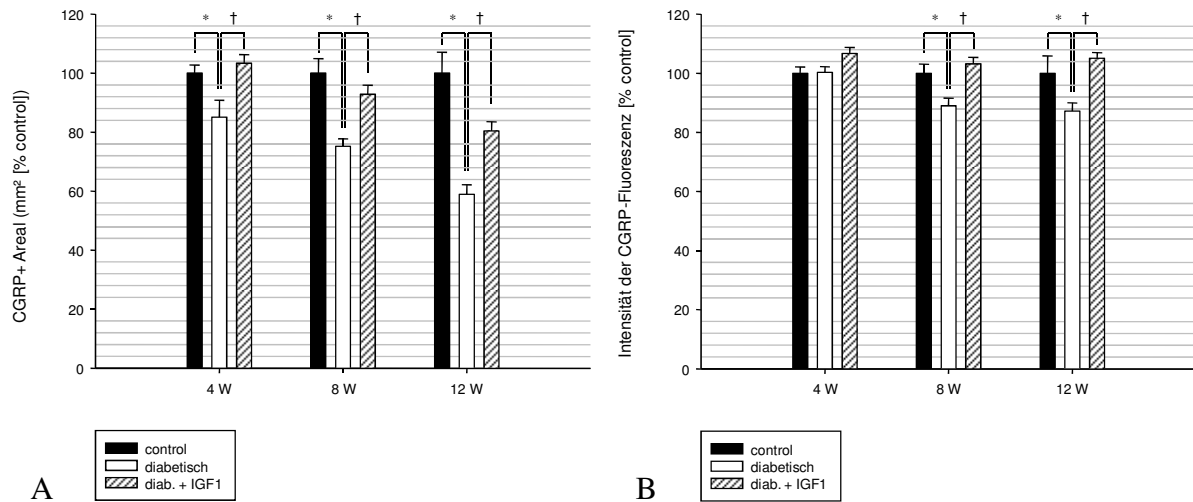 120
100
80
60
40
20
0
CGRP+ Areal (mm² [% control])
* †
* †
* †
4 W
8 W
12 W
control
diabetisch
diab. + IGF1
A
120
100
80
60
40
20
0
Intensität der CGRP-Fluoreszenz [% control]
* †
* †
4 W
8 W
12 W
control
diabetisch
diab. + IGF1
B